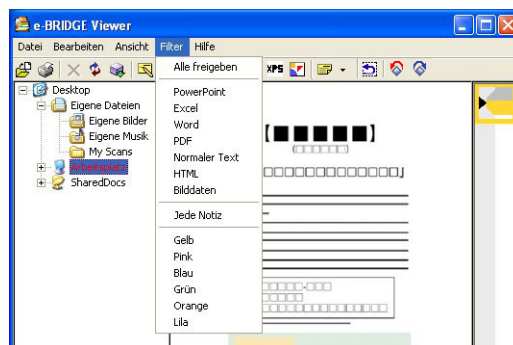 e-BRIDGE Viewer
Datei Bearbeiten Ansicht Filter Hilfe
XPS
Desktop
Eigene Dateien
Eigene Bilder
Eigene Musik
My Scans
Arbeitsplatz
SharedDocs
Alle freigeben
PowerPoint
Excel
Word
PDF
Normaler Text
HTML
Bilddaten
Jede Notiz
Gelb
Pink
Blau
Grün
Orange
Lila